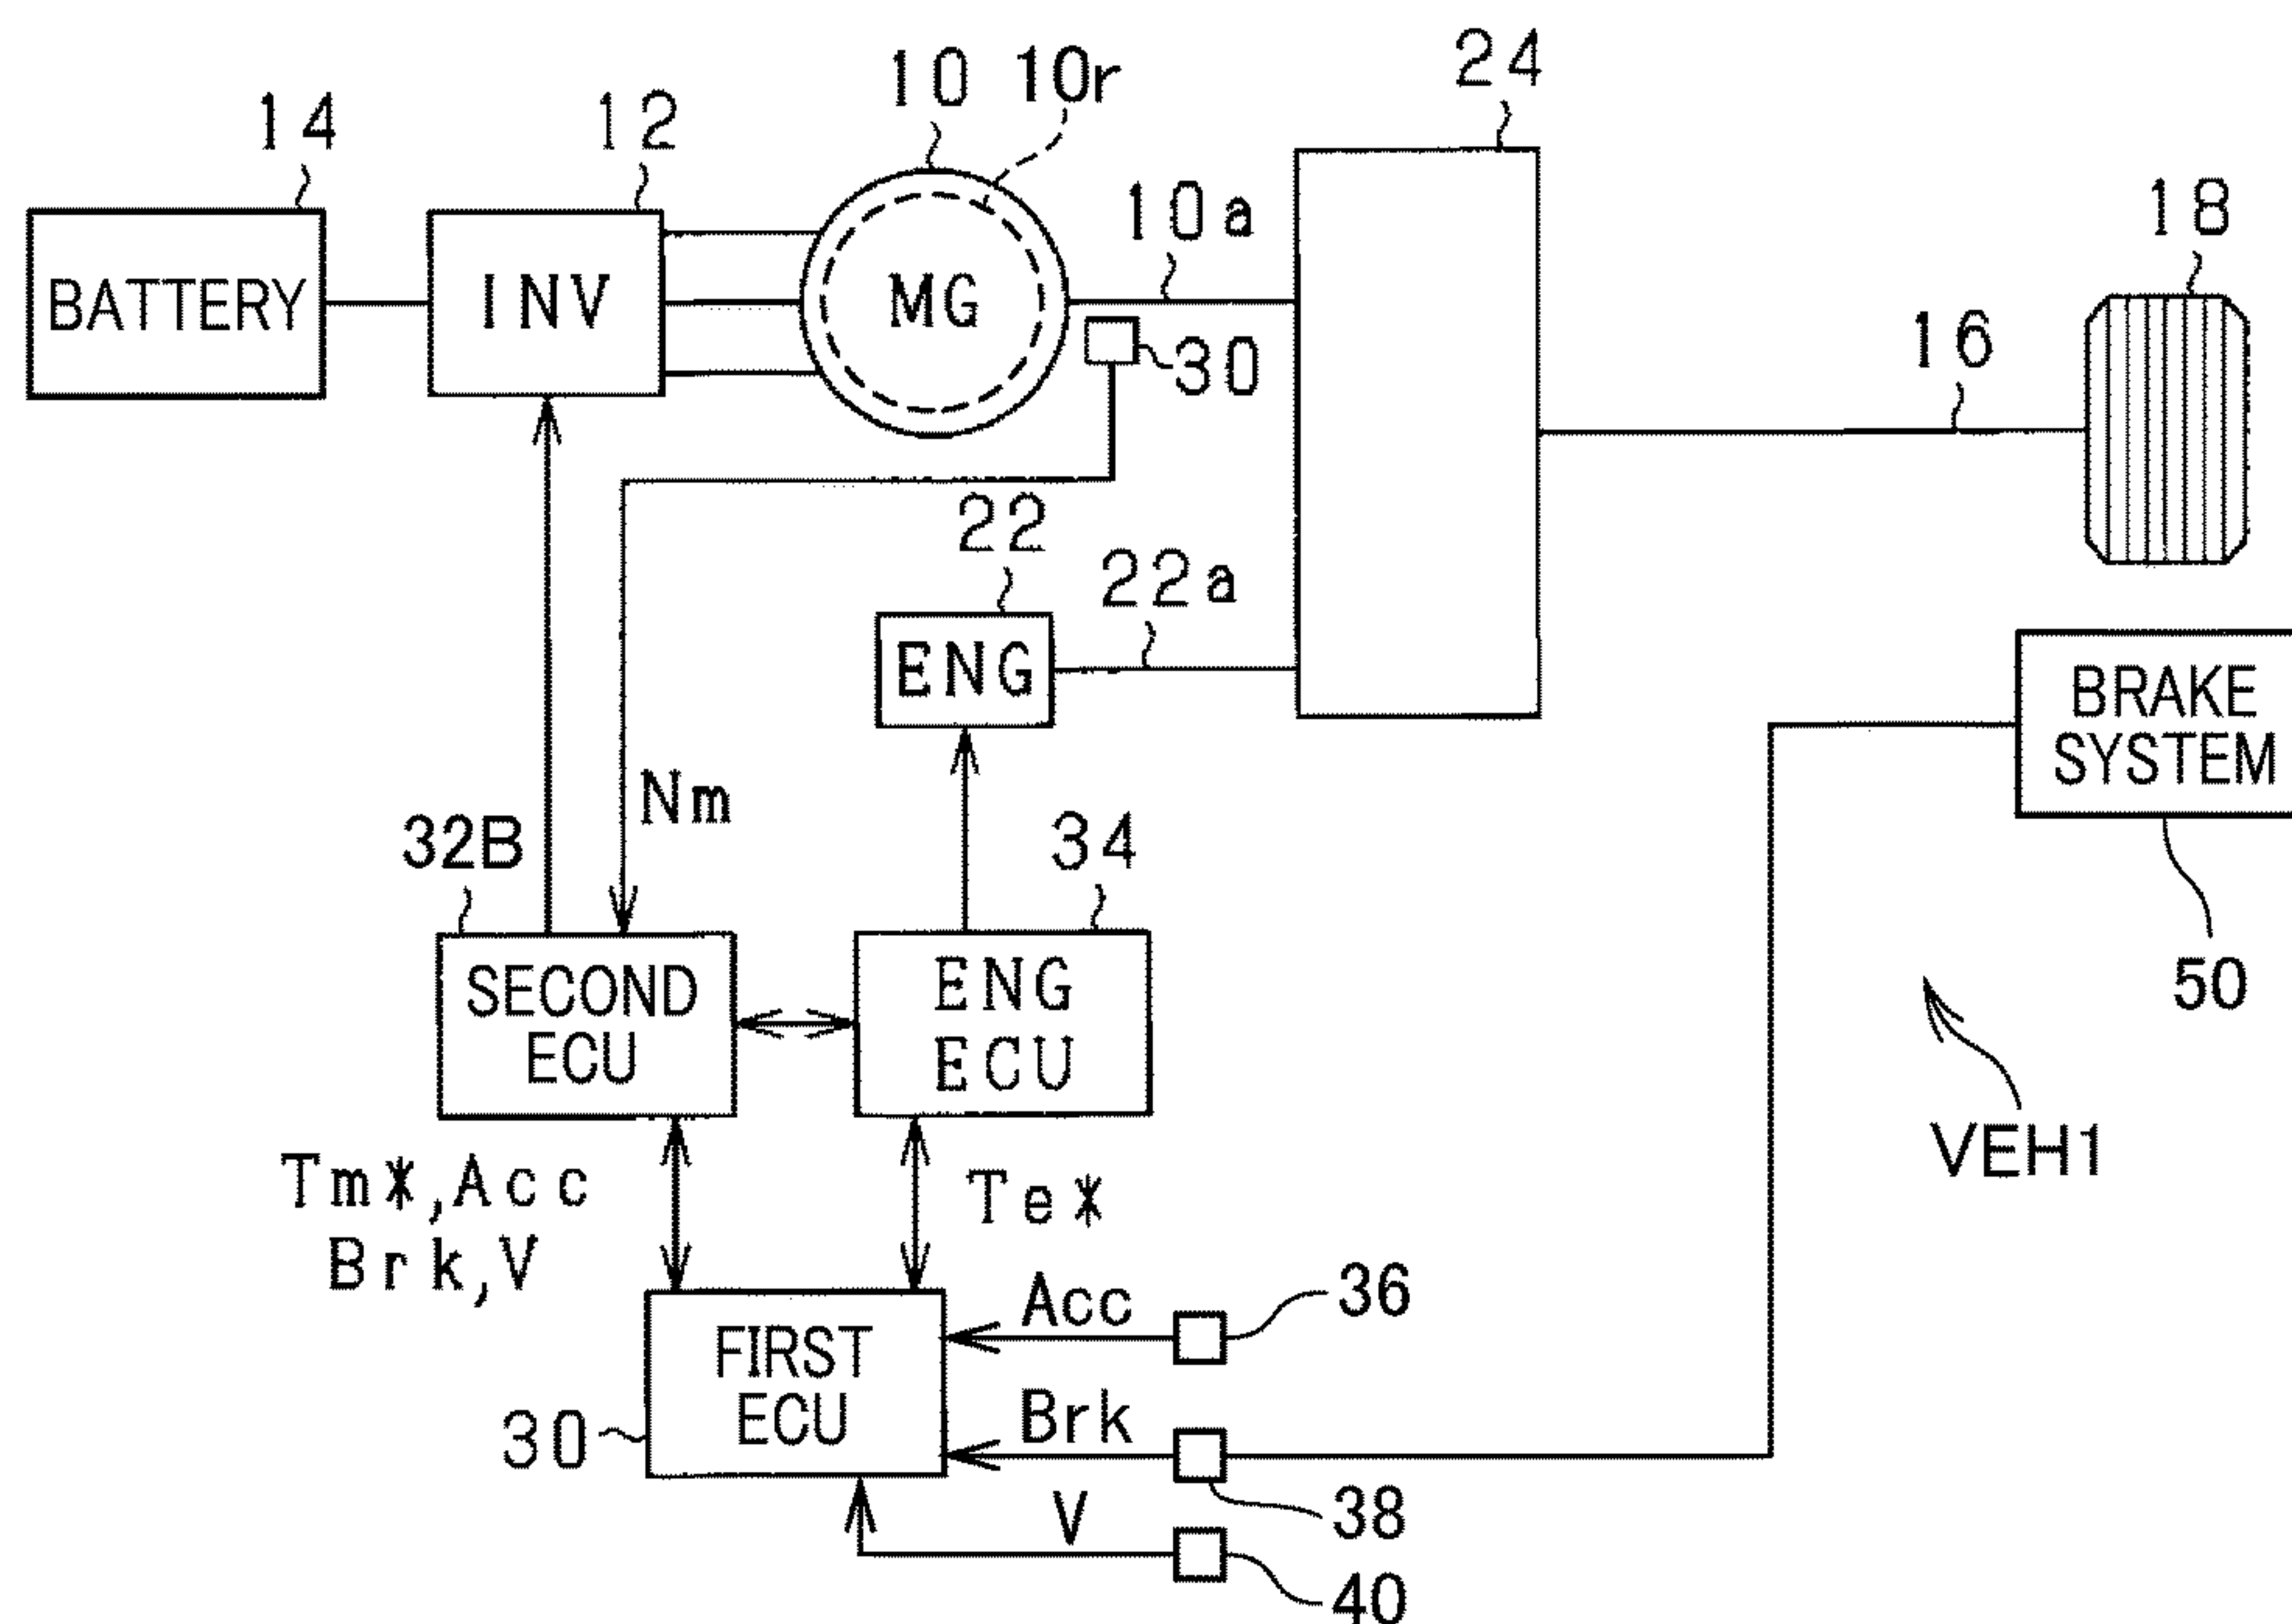 24
10 10r
14
12
10a
18
BATTERY
INV
MG
30
16
22
22a
ENG
BRAKE
SYSTEM
Nm
32B
34
50
SECOND
ECU
ENG
ECU
VEH1
Tm*,Acc
Brk,V
Te*
36
Acc
FIRST
ECU
30
Brk
38
V
40